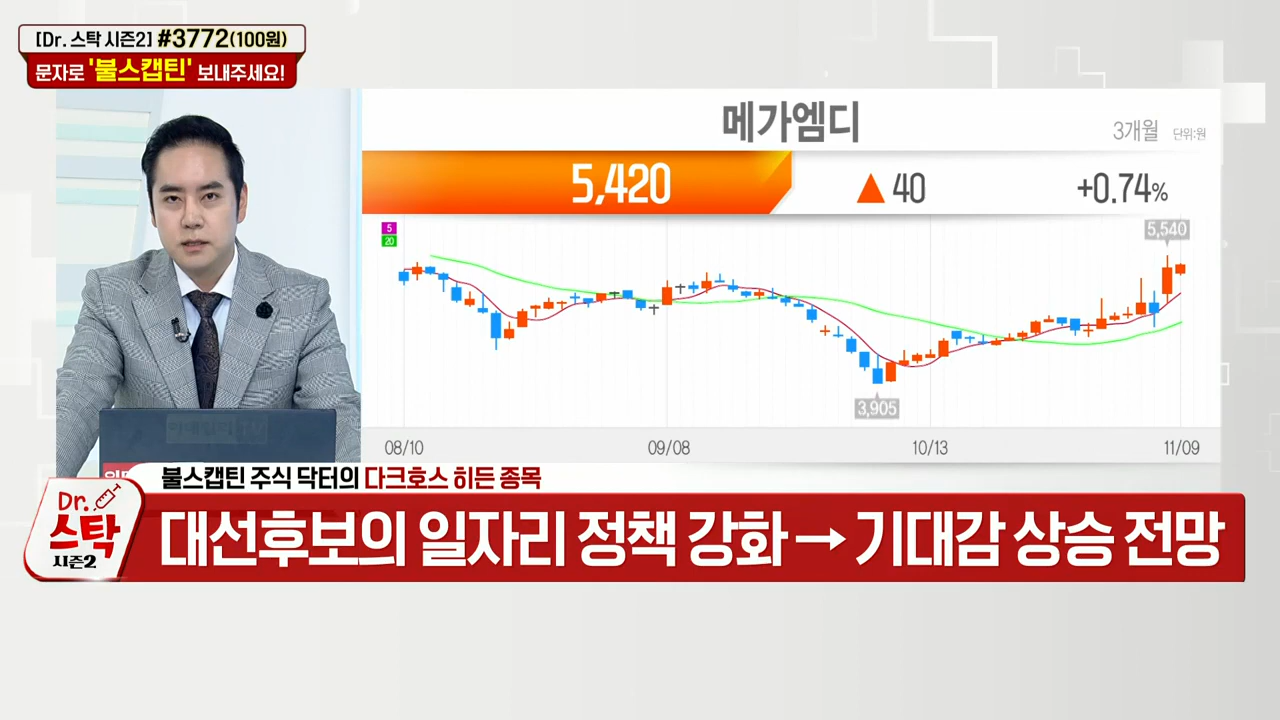 [Dr. 스탁 시즌2] #3772(100원)
문자로 '불스캡틴' 보내주세요!
메가엠디
3개월 단위:원
5,420 ▲40 +0.74%
5
20
5,540
3,905
08/10 09/08 10/13 11/09
불스캡틴 주식 닥터의 다크호스 히든 종목
Dr.
스탁
시즌2
대선후보의 일자리 정책 강화→기대감 상승 전망